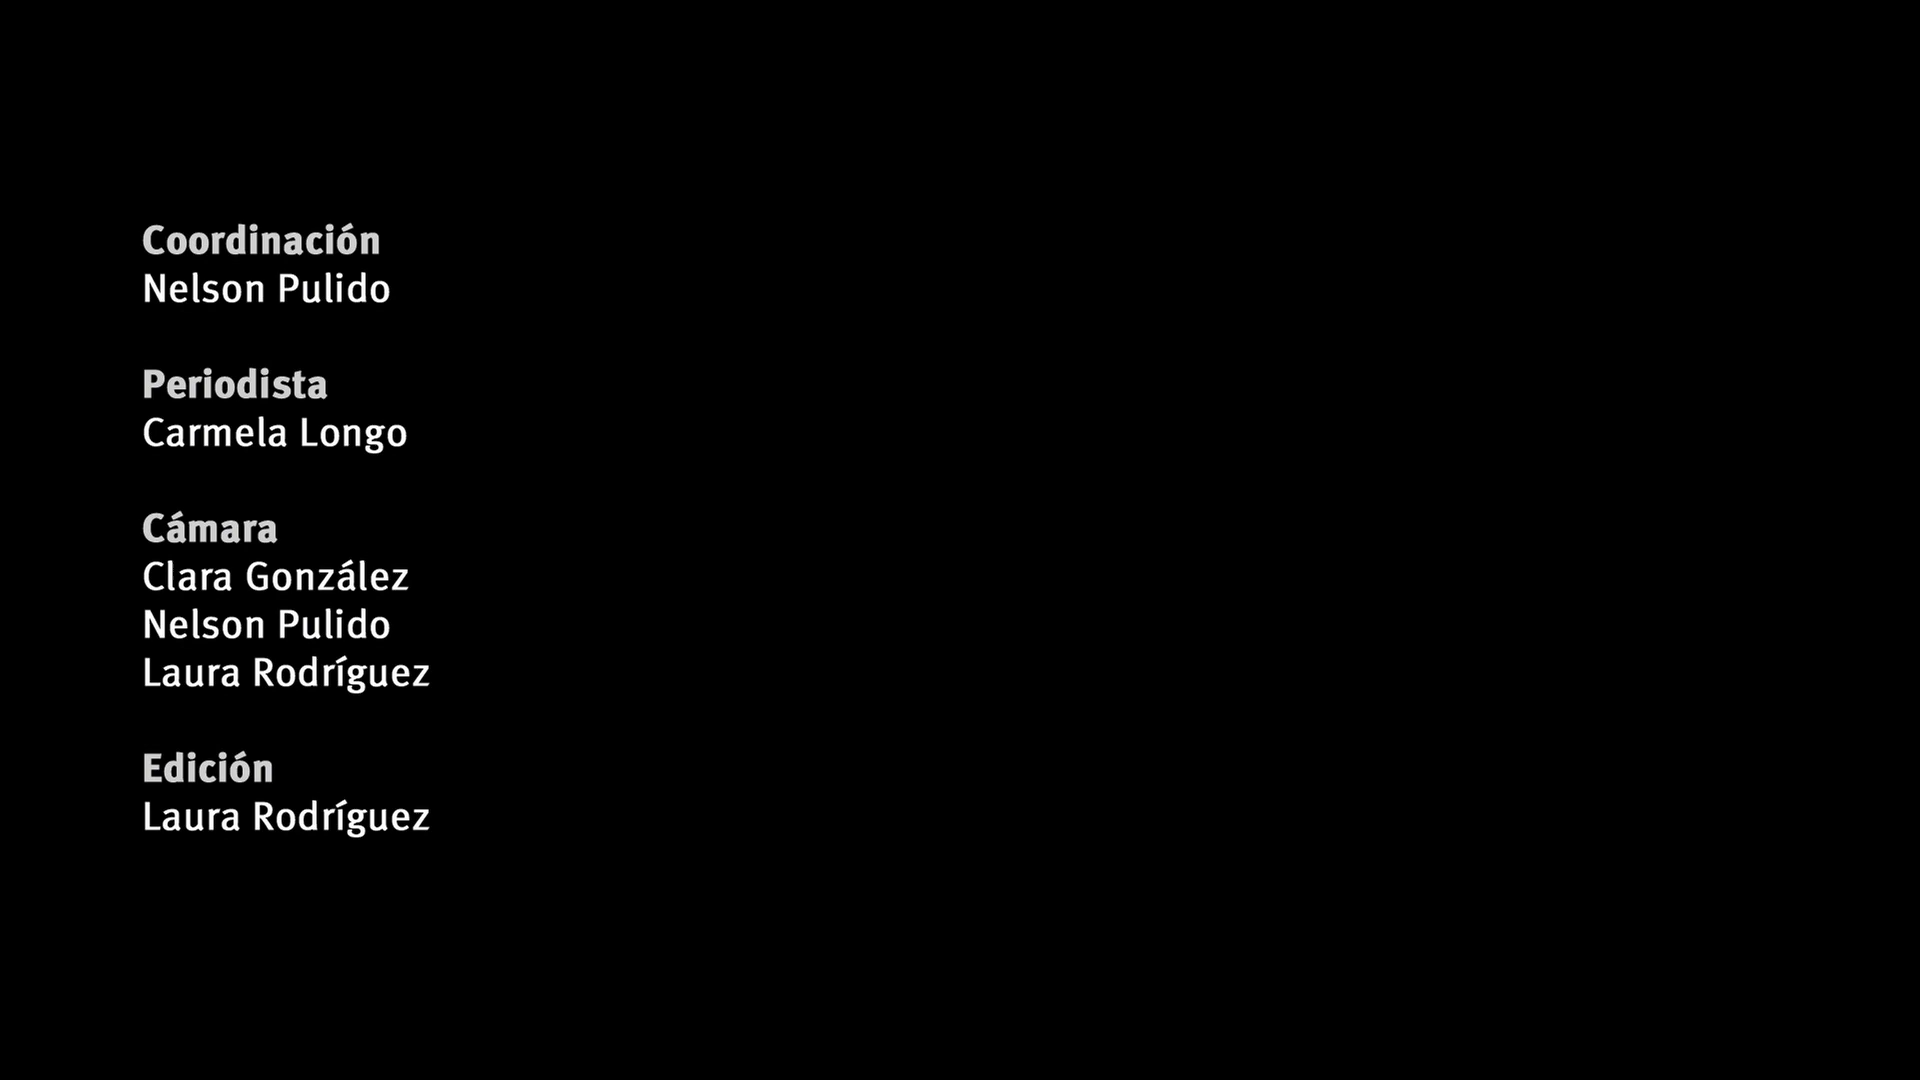 Coordinación
Nelson Pulido
Periodista
Carmela Longo
Cámara
Clara González
Nelson Pulido
Laura Rodríguez
Edición
Laura Rodríguez